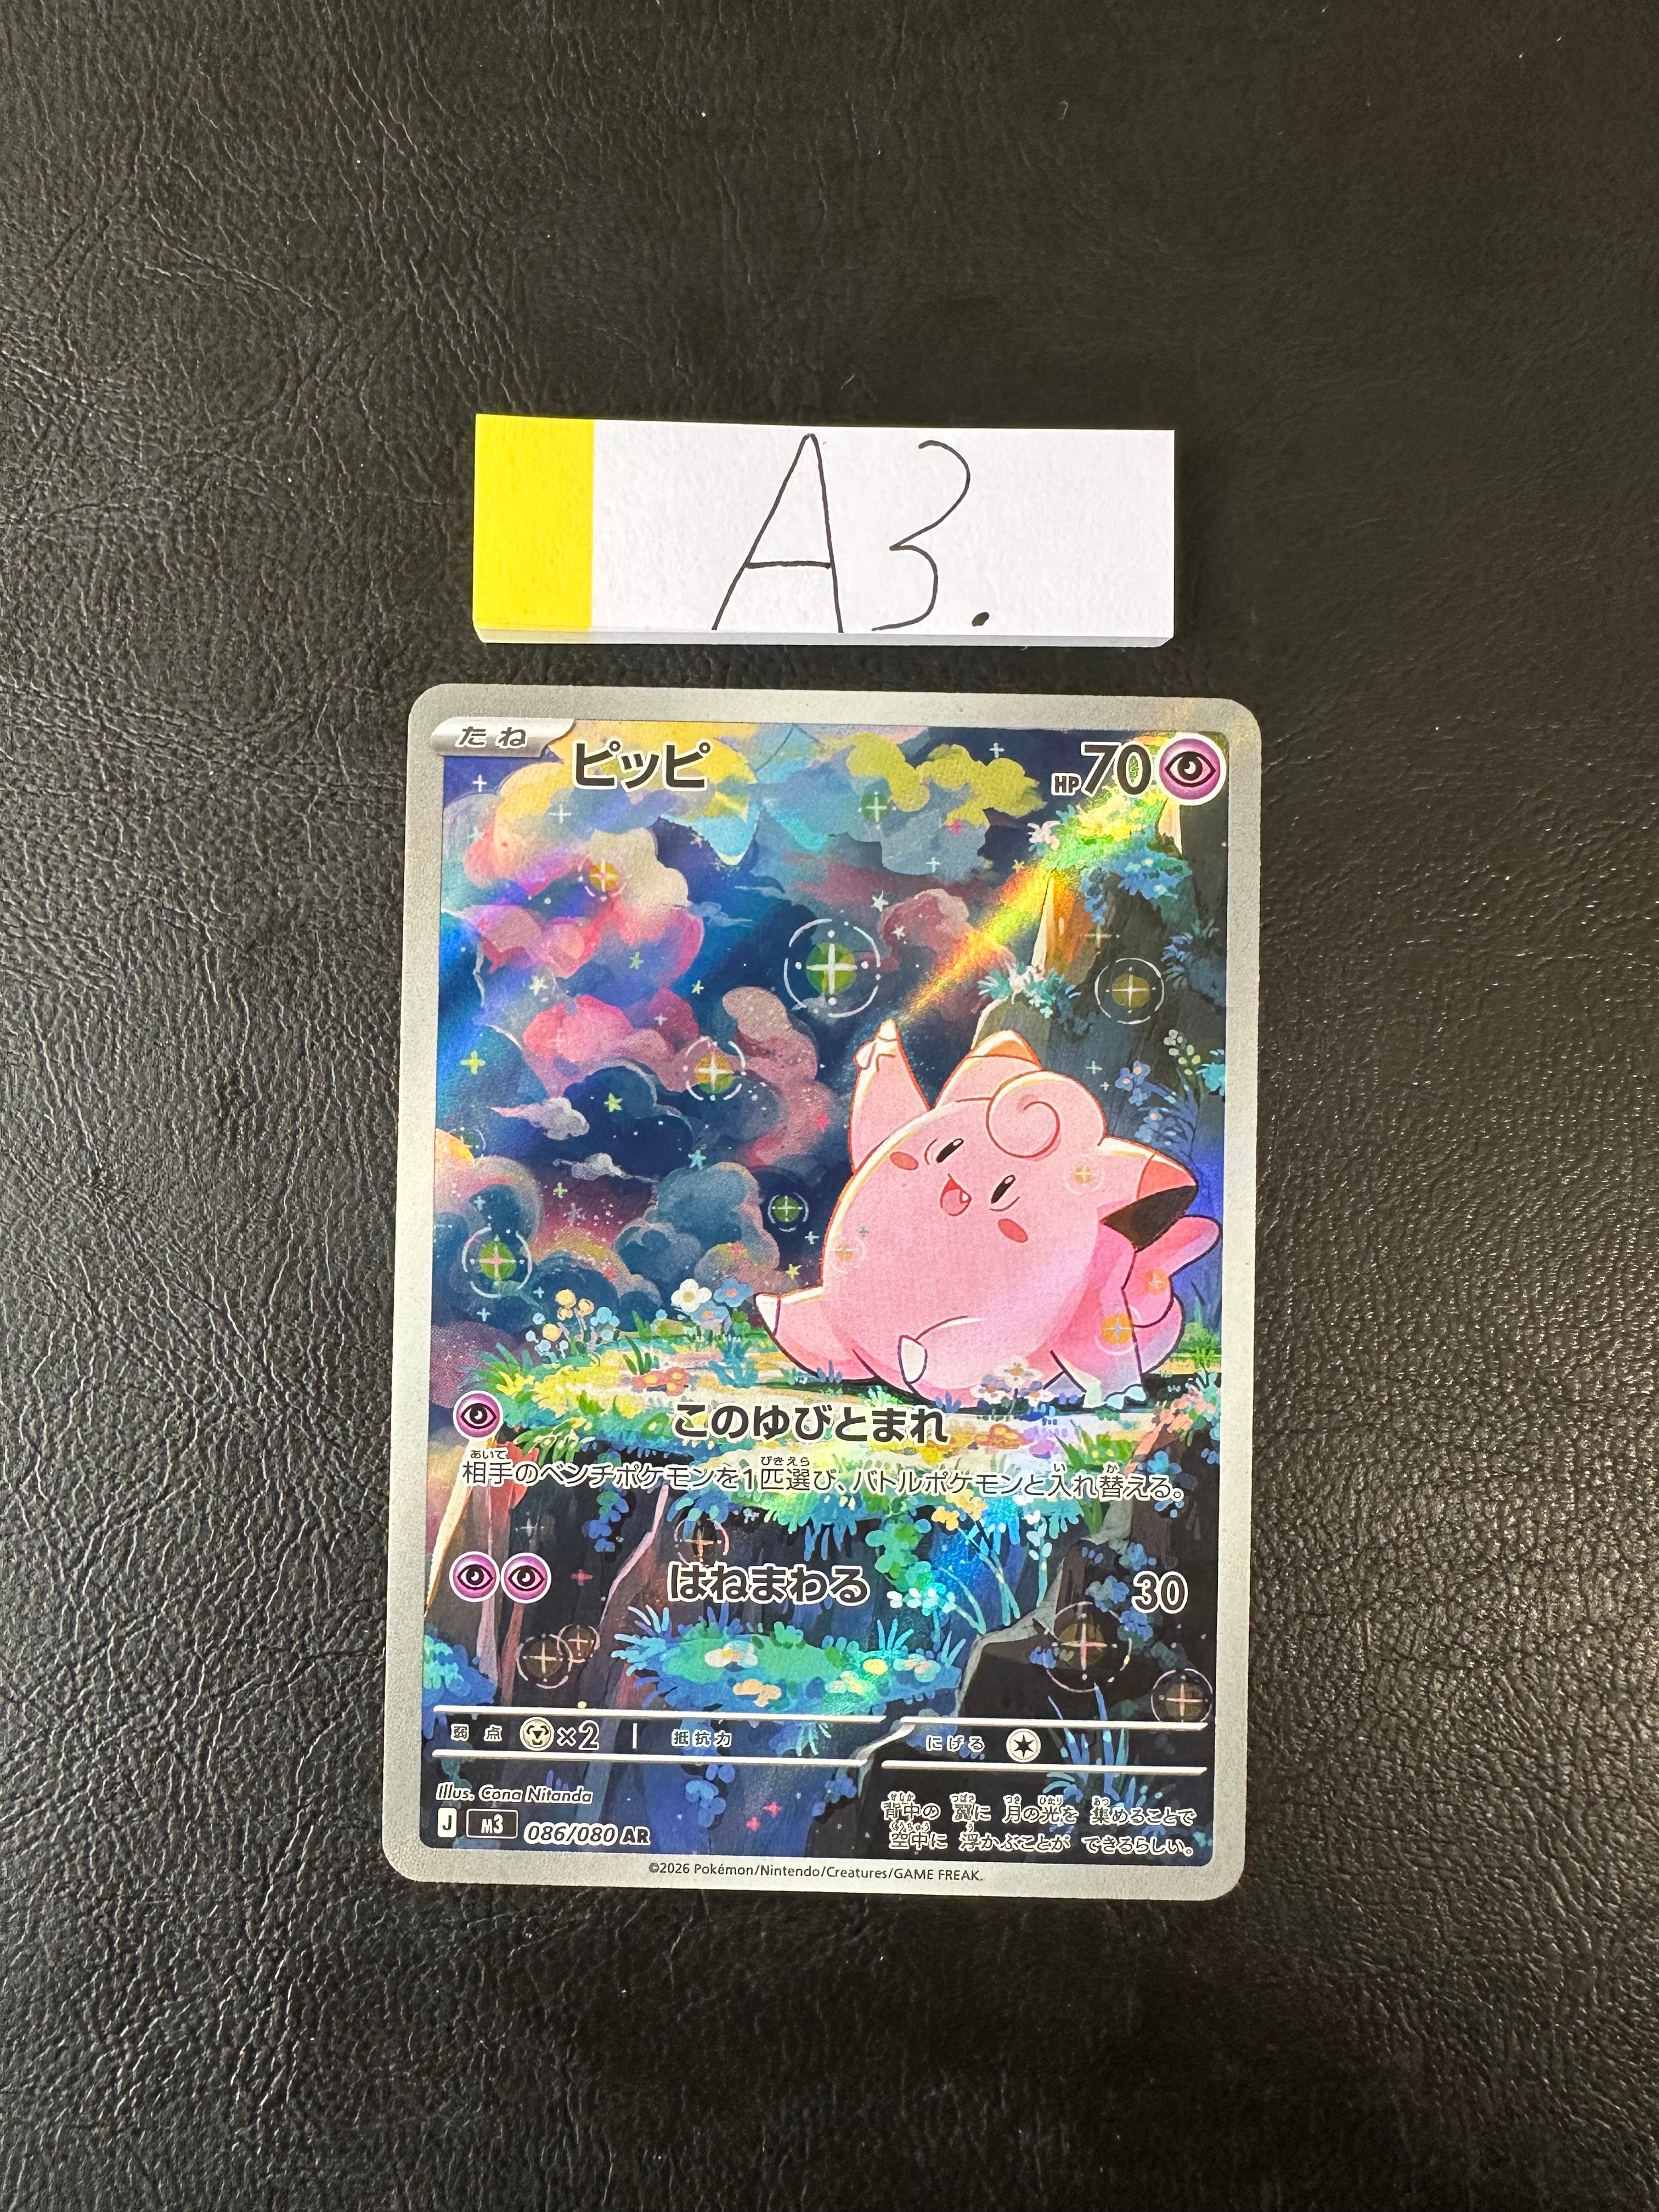 A3.
たね ピッピ HP70
このゆびとまれ
相手のベンチポケモンを1匹選び、バトルポケモンと入れ替える。
はねまわる 30
弱点 ×2 抵抗力 にげる
Illus. Cona Nitanda
J M3 086/080 AR
背中の 翼に 月の光を 集めることで
空中に 浮かぶことが できるらしい。
©2026 Pokémon/Nintendo/Creatures/GAME FREAK.